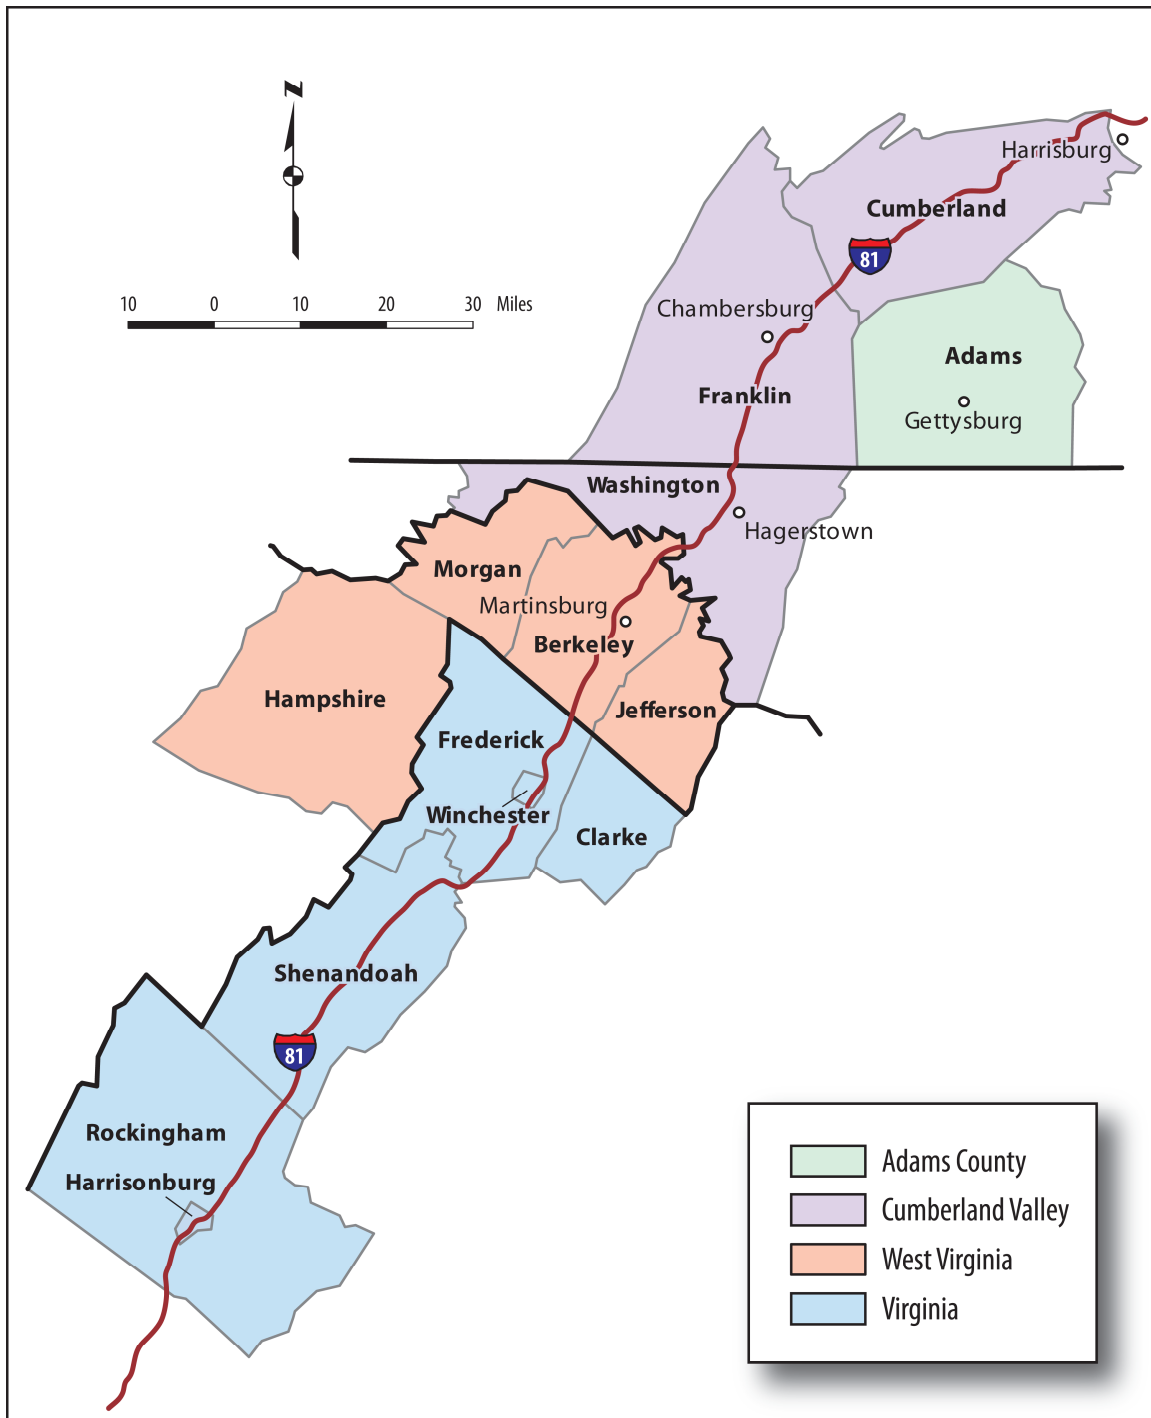 N
10 0 10 20 30 Miles
Harrisburg
Cumberland
81
Chambersburg
Adams
Franklin
Gettysburg
Washington
Hagerstown
Morgan
Martinsburg
Berkeley
Hampshire
Jefferson
Frederick
Winchester
Clarke
Shenandoah
81
Rockingham
Harrisonburg
Adams County
Cumberland Valley
West Virginia
Virginia